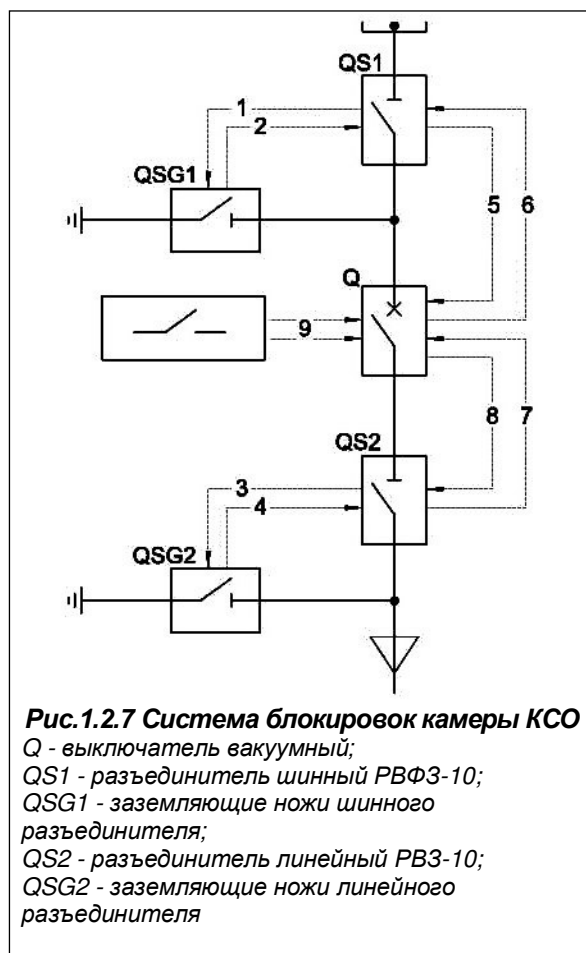 QS1
1
2
QSG1
5
6
Q
9
8
7
QS2
3
4
QSG2
Рис.1.2.7 Система блокировок камеры КСО
Q - выключатель вакуумный;
QS1 - разъединитель шинный РВФЗ-10;
QSG1 - заземляющие ножи шинного
разъединителя;
QS2 - разъединитель линейный РВЗ-10;
QSG2 - заземляющие ножи линейного
разъединителя